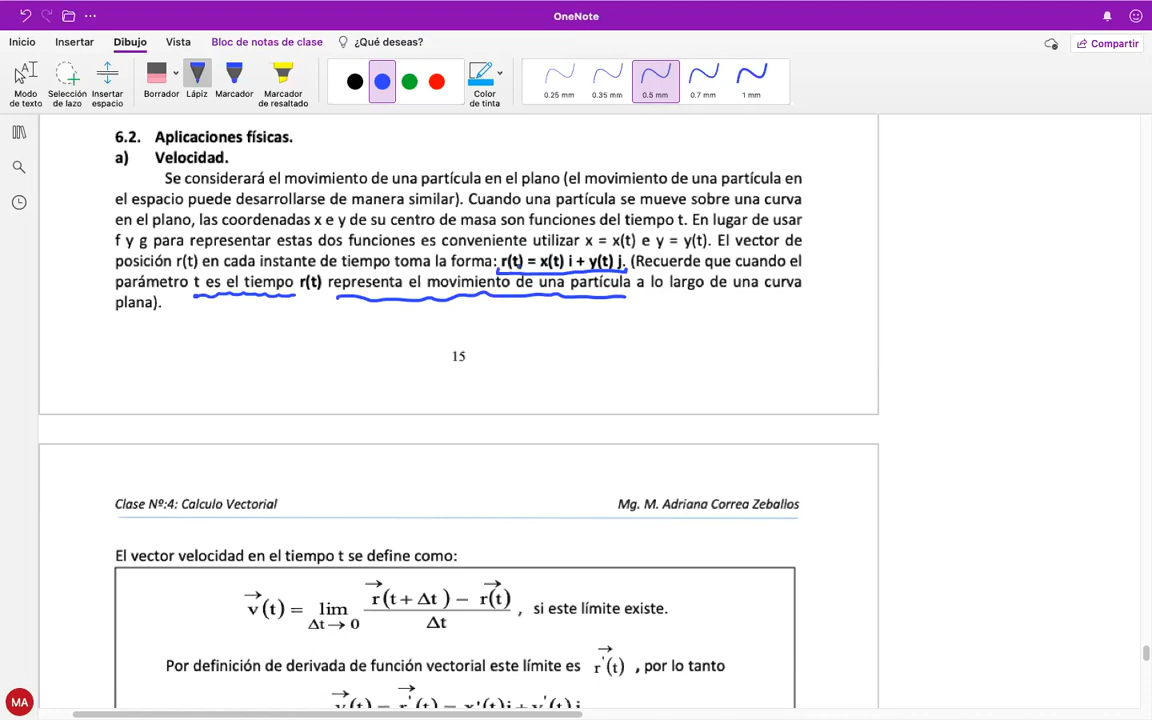 OneNote
Inicio Insertar Dibujo Vista Bloc de notas de clase ¿Qué deseas? Compartir
Modo de texto Selección de lazo Insertar espacio Borrador Lápiz Marcador Marcador de resaltado Color de tinta 0.25 mm 0.35 mm 0.5 mm 0.7 mm 1 mm
6.2. Aplicaciones físicas.
a) Velocidad.
Se considerará el movimiento de una partícula en el plano (el movimiento de una partícula en
el espacio puede desarrollarse de manera similar). Cuando una partícula se mueve sobre una curva
en el plano, las coordenadas x e y de su centro de masa son funciones del tiempo t. En lugar de usar
f y g para representar estas dos funciones es conveniente utilizar x = x(t) e y = y(t). El vector de
posición r(t) en cada instante de tiempo toma la forma: r(t) = x(t) i + y(t) j. (Recuerde que cuando el
parámetro t es el tiempo r(t) representa el movimiento de una partícula a lo largo de una curva
plana).
15
Clase Nº:4: Calculo Vectorial Mg. M. Adriana Correa Zeballos
El vector velocidad en el tiempo t se define como:
v⃗(t) = lim Δt→0 (r⃗(t + Δt) − r⃗(t)) / Δt , si este límite existe.
Por definición de derivada de función vectorial este límite es r⃗'(t) , por lo tanto
v⃗(t) = r⃗'(t) = x'(t)i + y'(t)j
MA